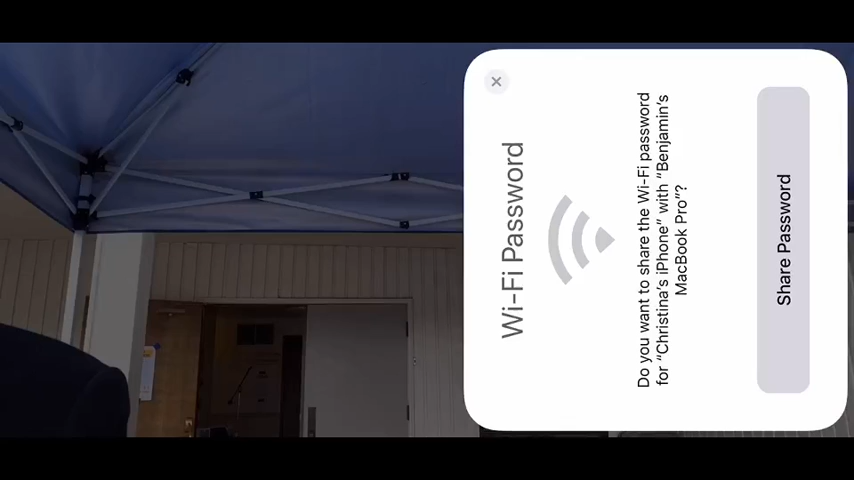 Wi-Fi Password
Do you want to share the Wi-Fi password
for “Christina’s iPhone” with “Benjamin’s
MacBook Pro”?
Share Password